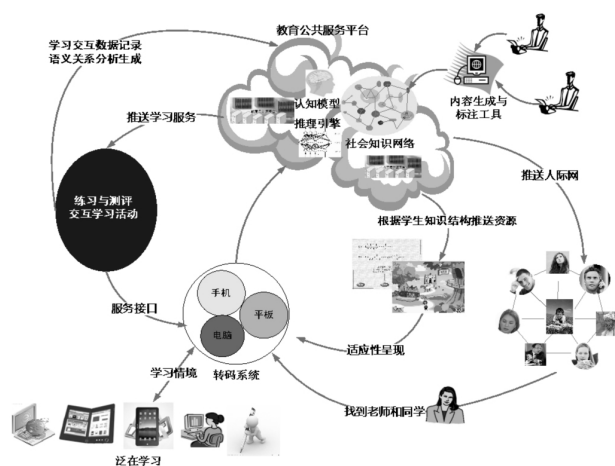 教育公共服务平台
学习交互数据记录
语义关系分析生成
认知模型
推理引擎
社会知识网络
内容生成与
标注工具
推送学习服务
推送人际网
练习与测评
交互学习活动
根据学生知识结构推送资源
手机
平板
电脑
服务接口
适应性呈现
学习情境
转码系统
找到老师和同学
泛在学习